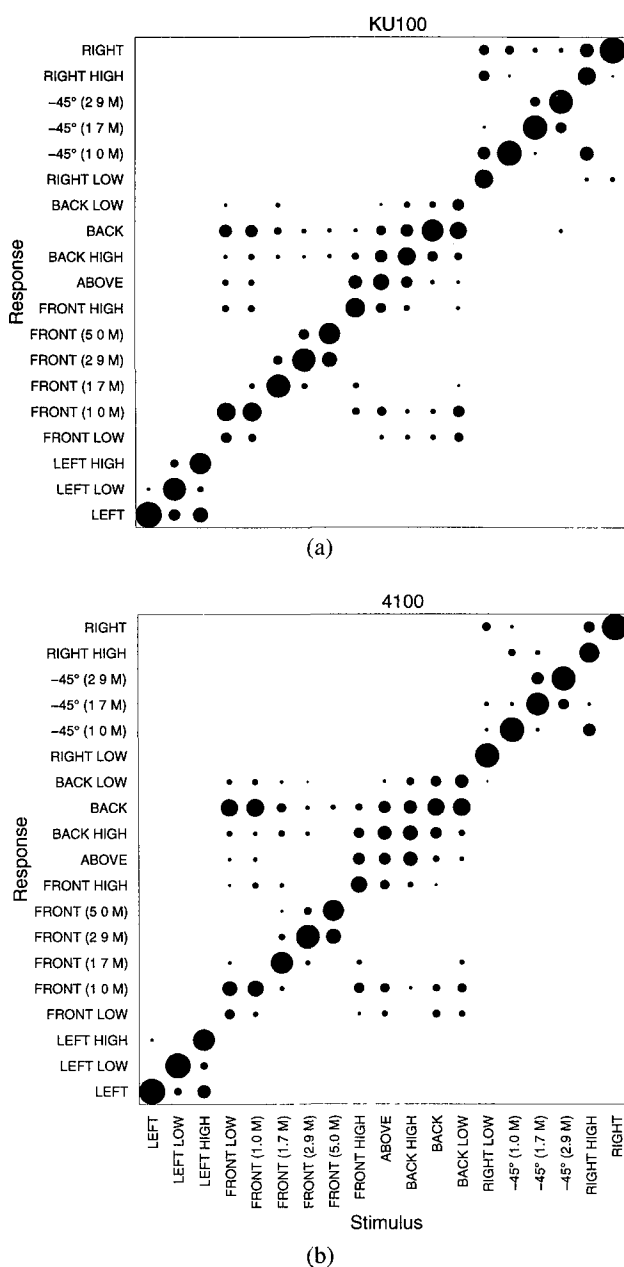 KU100
RIGHT
RIGHT HIGH
−45° (2 9 M)
−45° (1 7 M)
−45° (1 0 M)
RIGHT LOW
BACK LOW
BACK
BACK HIGH
ABOVE
FRONT HIGH
FRONT (5 0 M)
FRONT (2 9 M)
FRONT (1 7 M)
FRONT (1 0 M)
FRONT LOW
LEFT HIGH
LEFT LOW
LEFT
Response
(a)
4100
RIGHT
RIGHT HIGH
−45° (2 9 M)
−45° (1 7 M)
−45° (1 0 M)
RIGHT LOW
BACK LOW
BACK
BACK HIGH
ABOVE
FRONT HIGH
FRONT (5 0 M)
FRONT (2 9 M)
FRONT (1 7 M)
FRONT (1 0 M)
FRONT LOW
LEFT HIGH
LEFT LOW
LEFT
Response
LEFT
LEFT LOW
LEFT HIGH
FRONT LOW
FRONT (1.0 M)
FRONT (1.7 M)
FRONT (2.9 M)
FRONT (5.0 M)
FRONT HIGH
ABOVE
BACK HIGH
BACK
BACK LOW
RIGHT LOW
−45° (1.0 M)
−45° (1.7 M)
−45° (2.9 M)
RIGHT HIGH
RIGHT
Stimulus
(b)